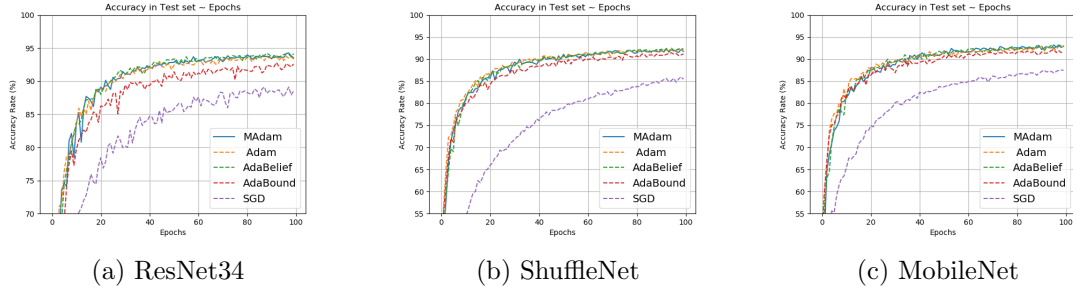 Accuracy in Test set ~ Epochs
Accuracy Rate (%)
100
95
90
85
80
75
70
0 20 40 60 80 100
Epochs
MAdam
Adam
AdaBelief
AdaBound
SGD
(a) ResNet34
Accuracy in Test set ~ Epochs
Accuracy Rate (%)
100
95
90
85
80
75
70
65
60
55
0 20 40 60 80 100
Epochs
MAdam
Adam
AdaBelief
AdaBound
SGD
(b) ShuffleNet
Accuracy in Test set ~ Epochs
Accuracy Rate (%)
100
95
90
85
80
75
70
65
60
55
0 20 40 60 80 100
Epochs
MAdam
Adam
AdaBelief
AdaBound
SGD
(c) MobileNet